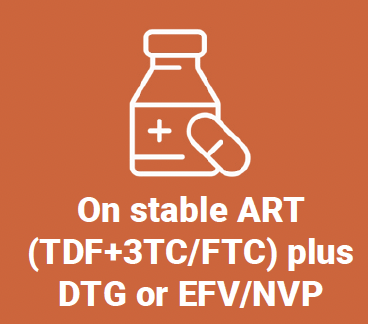 On stable ART
(TDF+3TC/FTC) plus
DTG or EFV/NVP